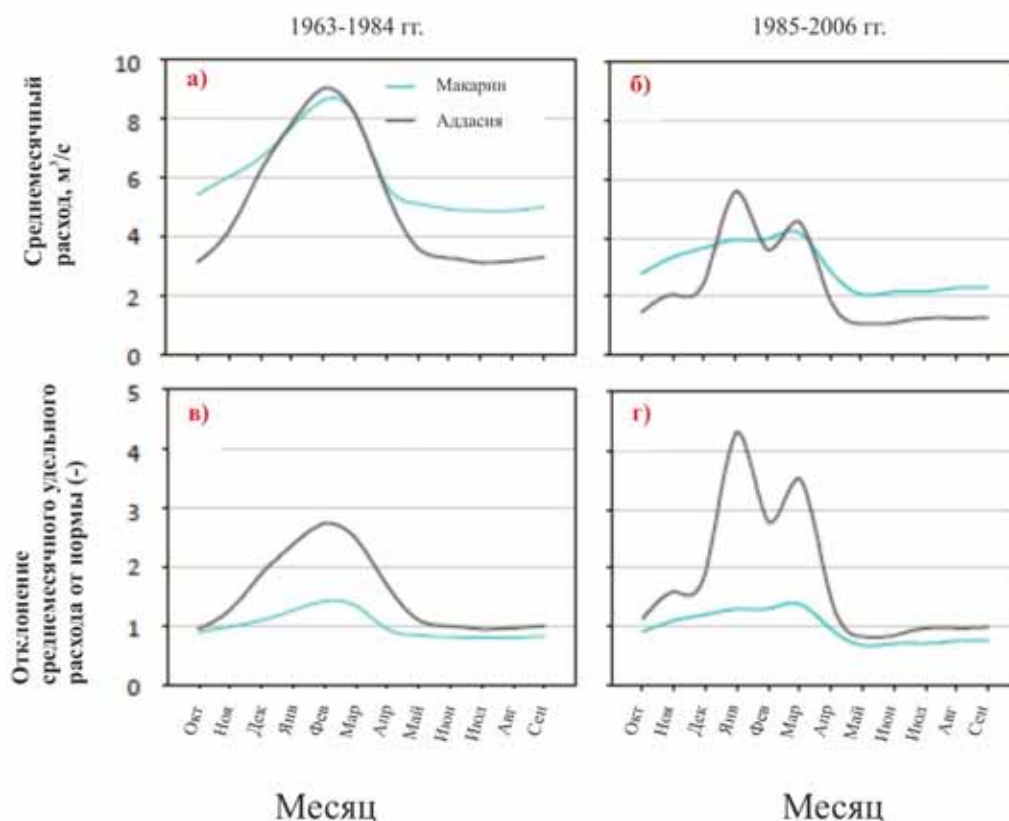 1963-1984 гг.
1985-2006 гг.
Среднемесячный
расход, м³/с
10
8
6
4
2
0
а)
Макарин
Аддасия
б)
Отклонение
среднемесячного удельного
расхода от нормы (-)
5
4
3
2
1
0
в)
г)
Окт
Ноя
Дек
Янв
Фев
Мар
Апр
Май
Июн
Июл
Авг
Сен
Окт
Ноя
Дек
Янв
Фев
Мар
Апр
Май
Июн
Июл
Авг
Сен
Месяц
Месяц